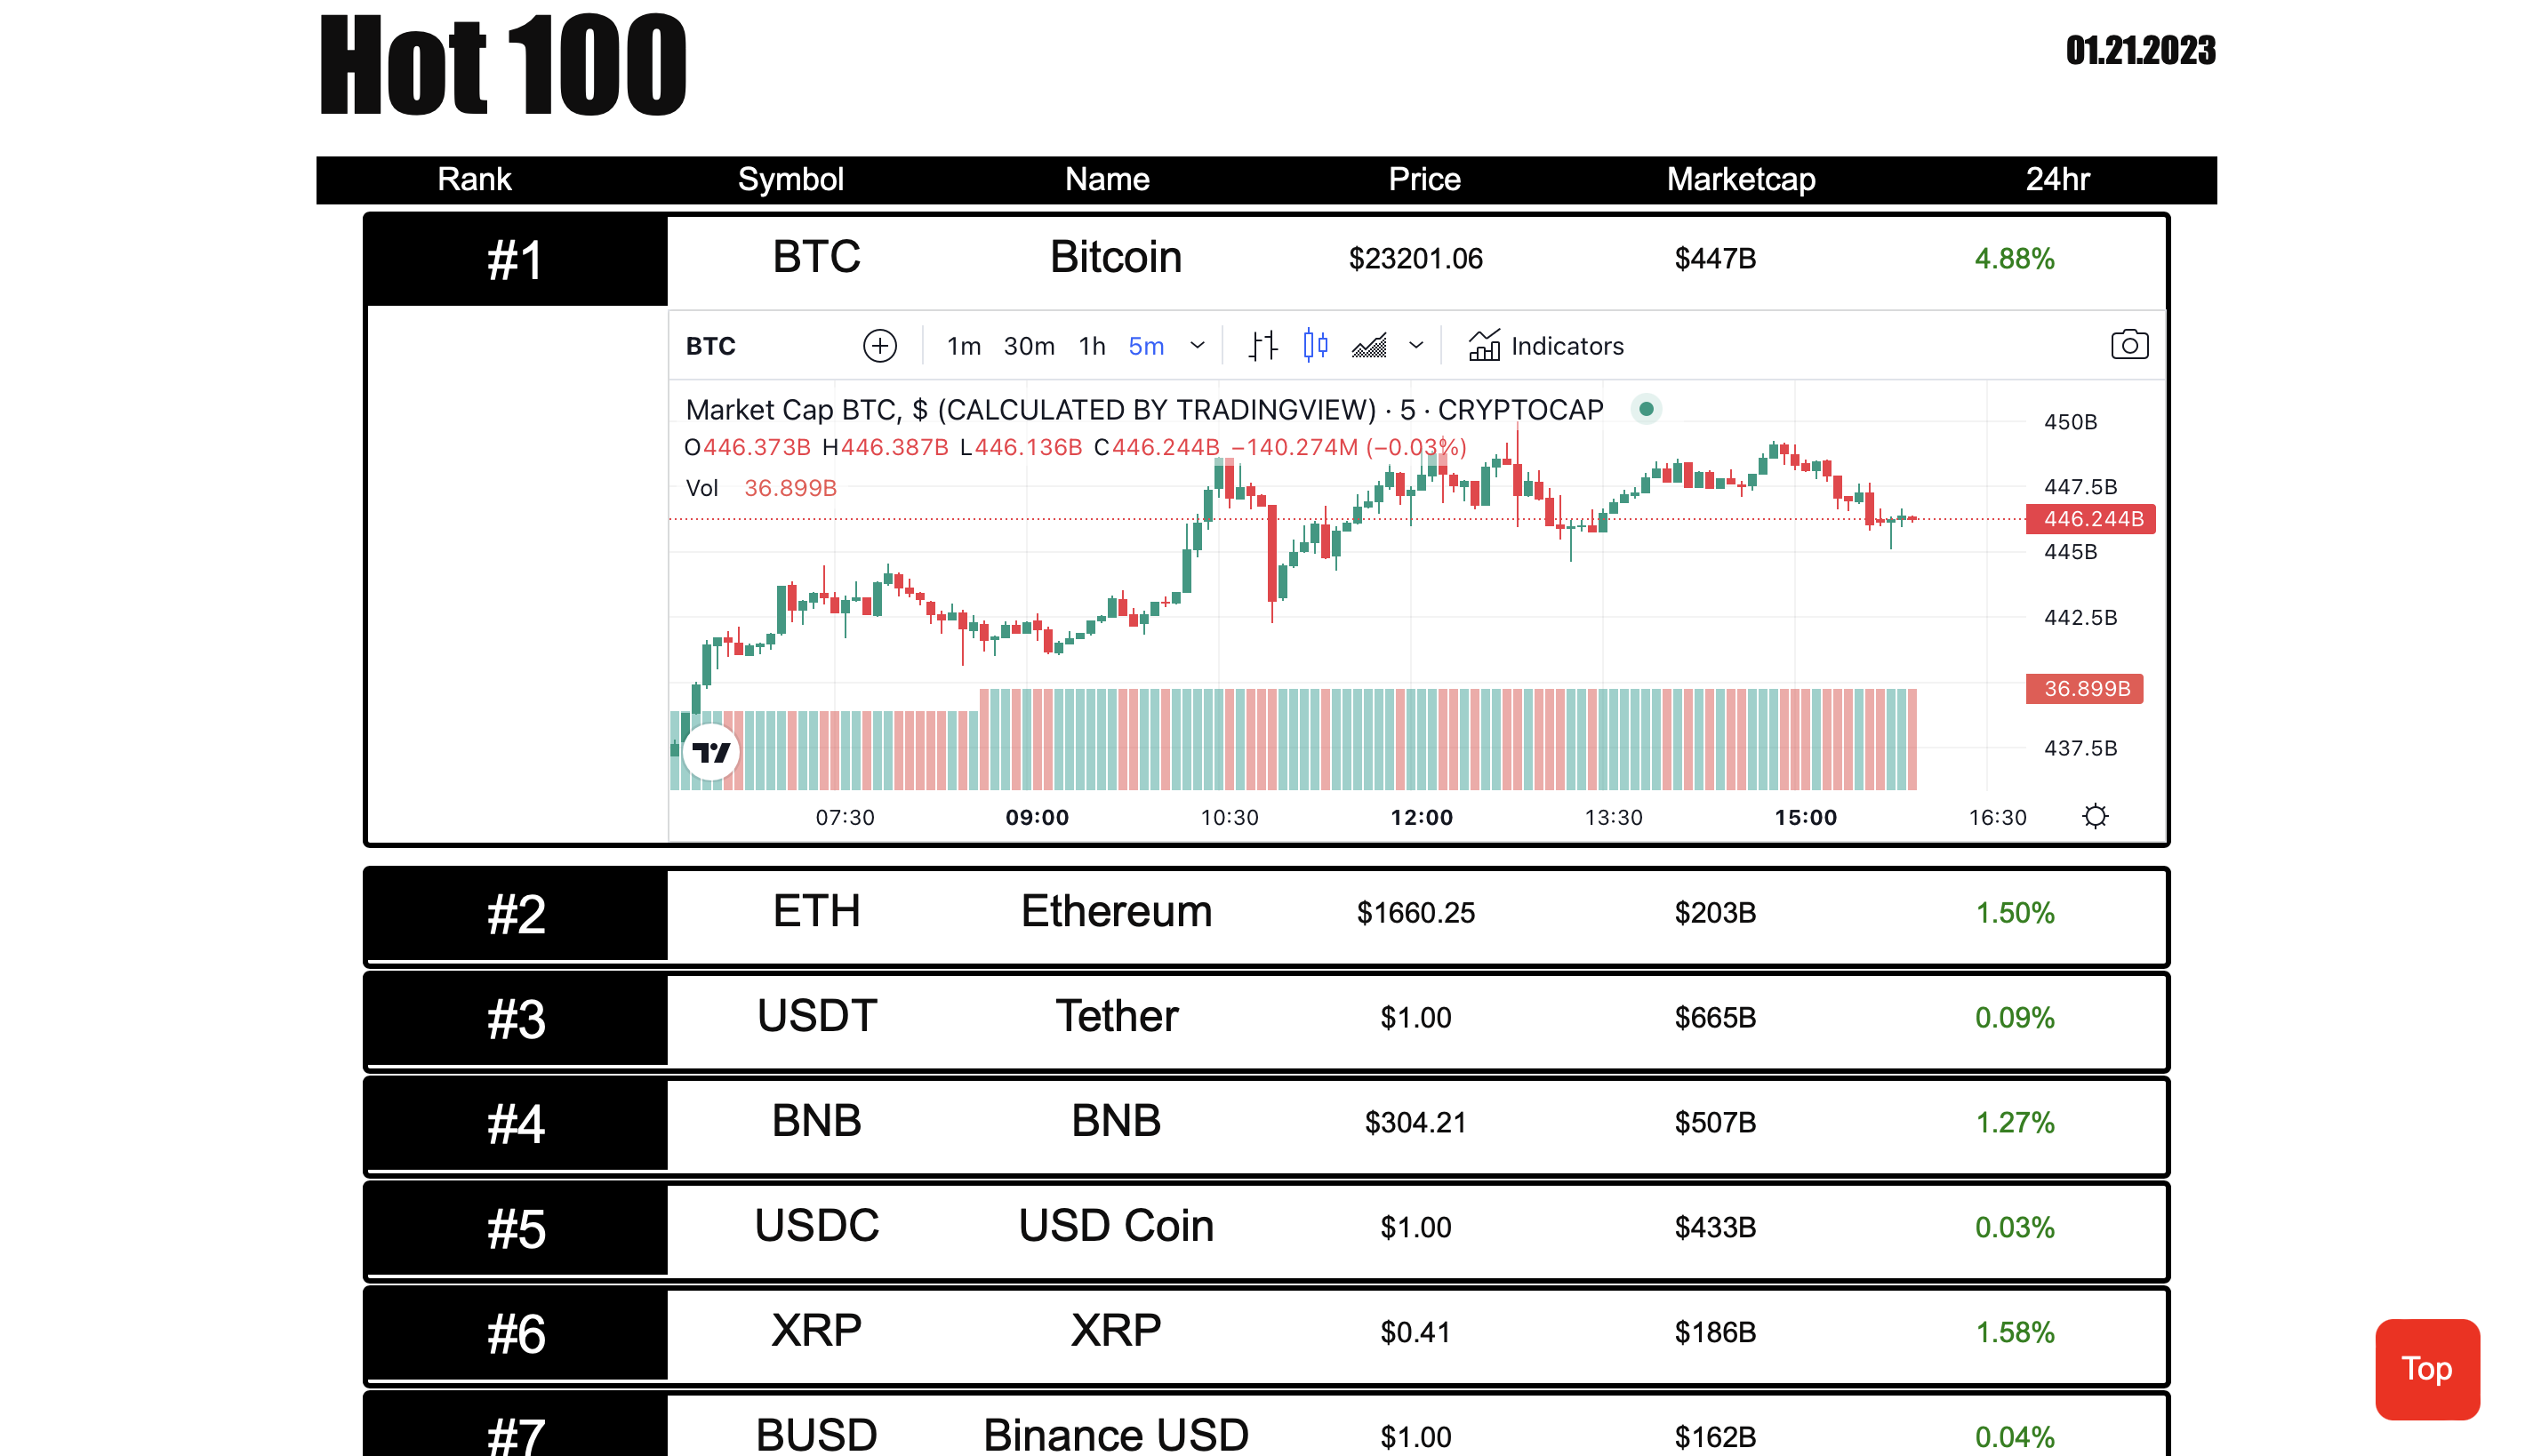 Hot 100
01.21.2023
Rank Symbol Name Price Marketcap 24hr
#1 BTC Bitcoin $23201.06 $447B 4.88%
BTC 1m 30m 1h 5m Indicators
Market Cap BTC, $ (CALCULATED BY TRADINGVIEW) · 5 · CRYPTOCAP
O446.373B H446.387B L446.136B C446.244B −140.274M (−0.03%)
Vol 36.899B
450B
447.5B
446.244B
445B
442.5B
36.899B
437.5B
07:30 09:00 10:30 12:00 13:30 15:00 16:30
#2 ETH Ethereum $1660.25 $203B 1.50%
#3 USDT Tether $1.00 $665B 0.09%
#4 BNB BNB $304.21 $507B 1.27%
#5 USDC USD Coin $1.00 $433B 0.03%
#6 XRP XRP $0.41 $186B 1.58%
Top
#7 BUSD Binance USD $1.00 $162B 0.04%